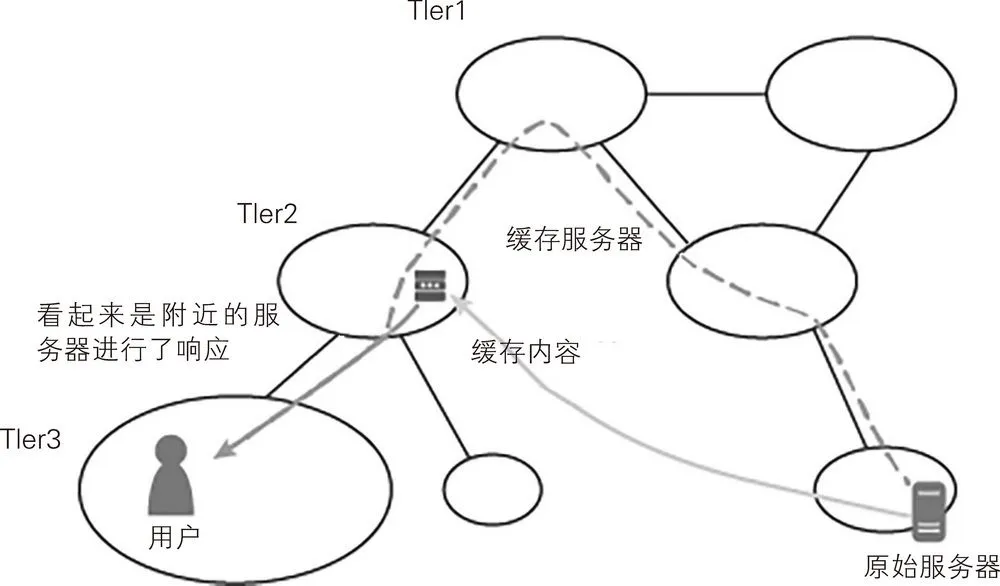 Tler1
Tler2
缓存服务器
看起来是附近的服
务器进行了响应
缓存内容
Tler3
用户
原始服务器